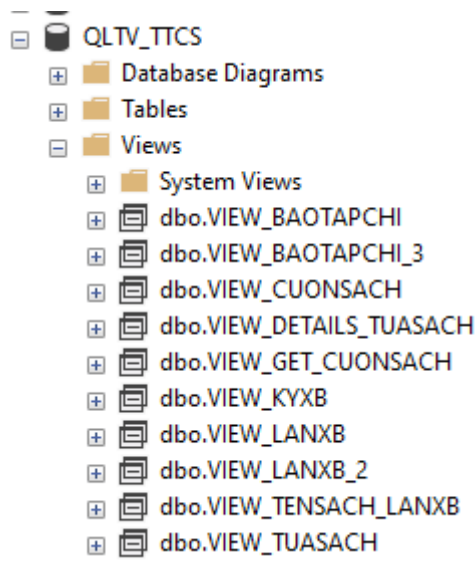 QLTV_TTCS
Database Diagrams
Tables
Views
System Views
dbo.VIEW_BAOTAPCHI
dbo.VIEW_BAOTAPCHI_3
dbo.VIEW_CUONSACH
dbo.VIEW_DETAILS_TUASACH
dbo.VIEW_GET_CUONSACH
dbo.VIEW_KYXB
dbo.VIEW_LANXB
dbo.VIEW_LANXB_2
dbo.VIEW_TENSACH_LANXB
dbo.VIEW_TUASACH